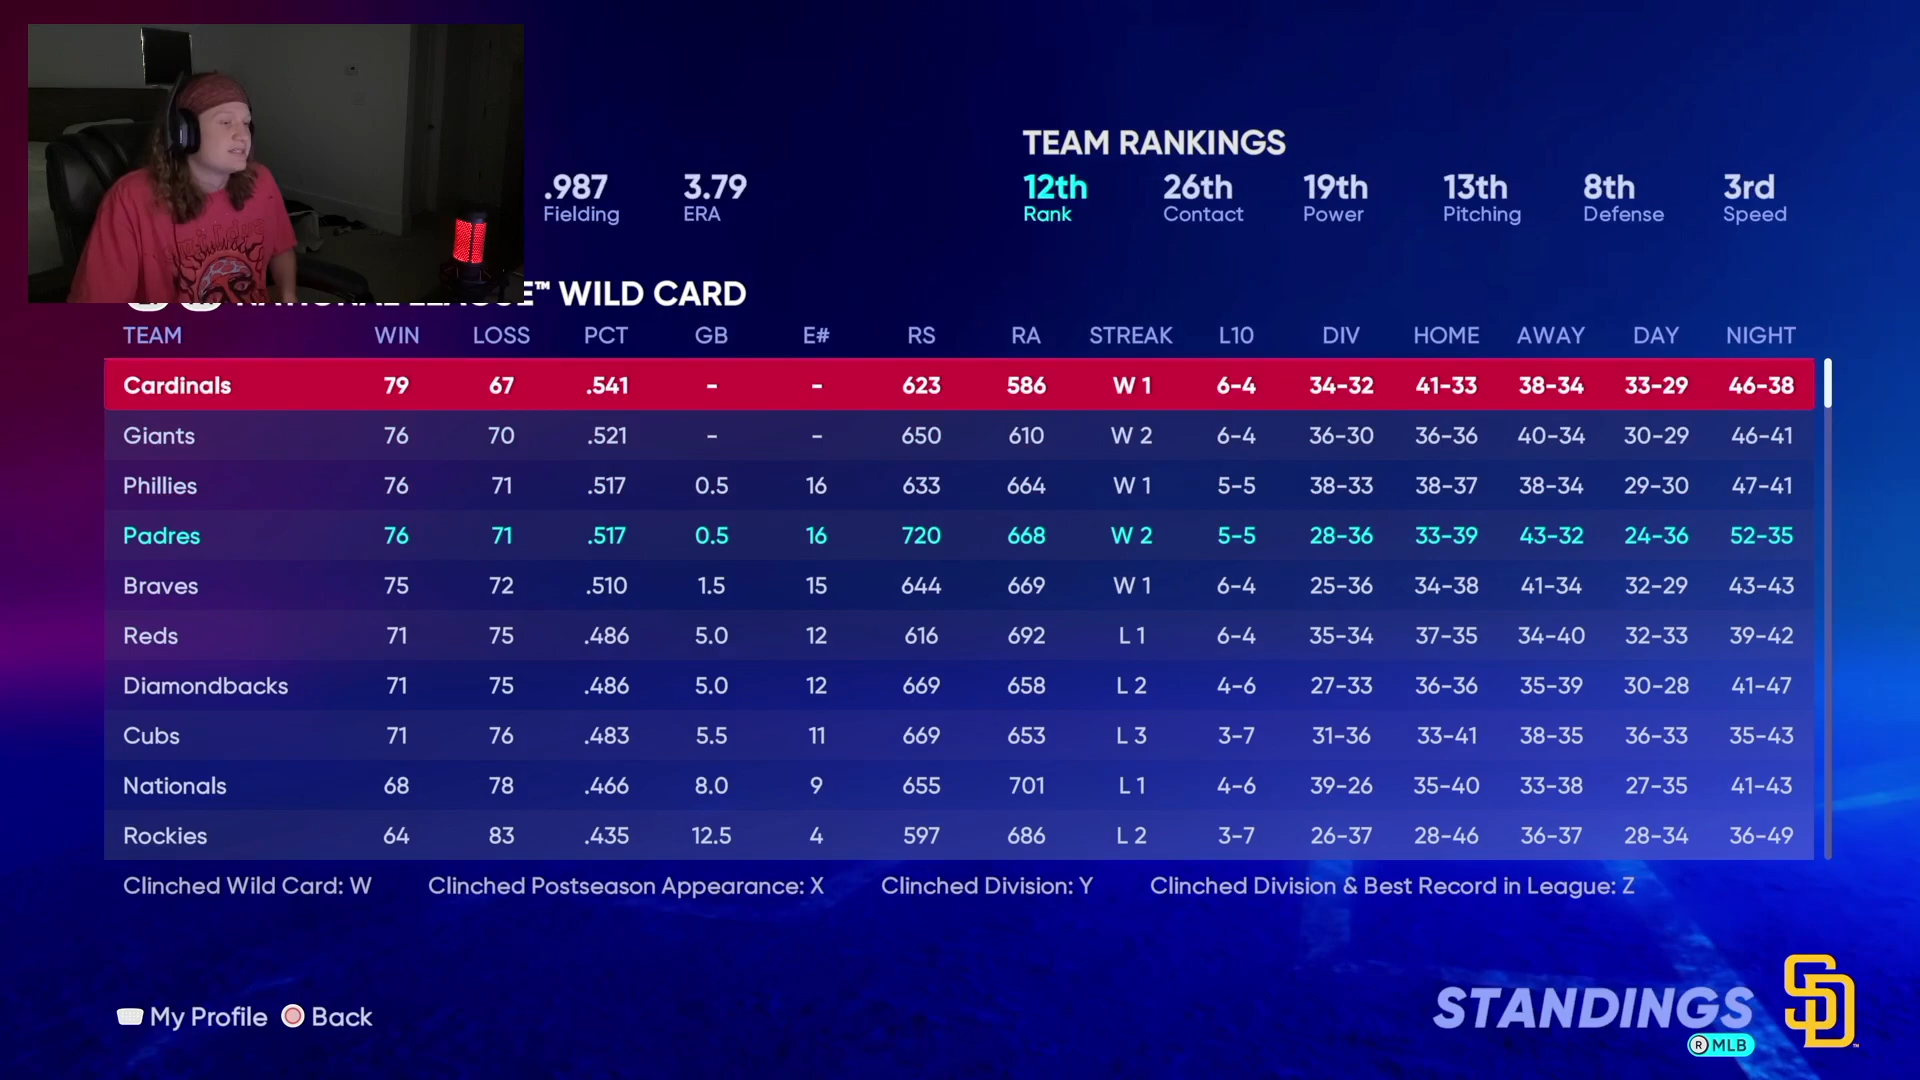 TEAM RANKINGS
.987 3.79 12th 26th 19th 13th 8th 3rd
Fielding ERA Rank Contact Power Pitching Defense Speed
WILD CARD
TEAM WIN LOSS PCT GB E# RS RA STREAK L10 DIV HOME AWAY DAY NIGHT
Cardinals 79 67 .541 - - 623 586 W 1 6-4 34-32 41-33 38-34 33-29 46-38
Giants 76 70 .521 - - 650 610 W 2 6-4 36-30 36-36 40-34 30-29 46-41
Phillies 76 71 .517 0.5 16 633 664 W 1 5-5 38-33 38-37 38-34 29-30 47-41
Padres 76 71 .517 0.5 16 720 668 W 2 5-5 28-36 33-39 43-32 24-36 52-35
Braves 75 72 .510 1.5 15 644 669 W 1 6-4 25-36 34-38 41-34 32-29 43-43
Reds 71 75 .486 5.0 12 616 692 L 1 6-4 35-34 37-35 34-40 32-33 39-42
Diamondbacks 71 75 .486 5.0 12 669 658 L 2 4-6 27-33 36-36 35-39 30-28 41-47
Cubs 71 76 .483 5.5 11 669 653 L 3 3-7 31-36 33-41 38-35 36-33 35-43
Nationals 68 78 .466 8.0 9 655 701 L 1 4-6 39-26 35-40 33-38 27-35 41-43
Rockies 64 83 .435 12.5 4 597 686 L 2 3-7 26-37 28-46 36-37 28-34 36-49
Clinched Wild Card: W Clinched Postseason Appearance: X Clinched Division: Y Clinched Division & Best Record in League: Z
My Profile Back
STANDINGS
SD
R MLB